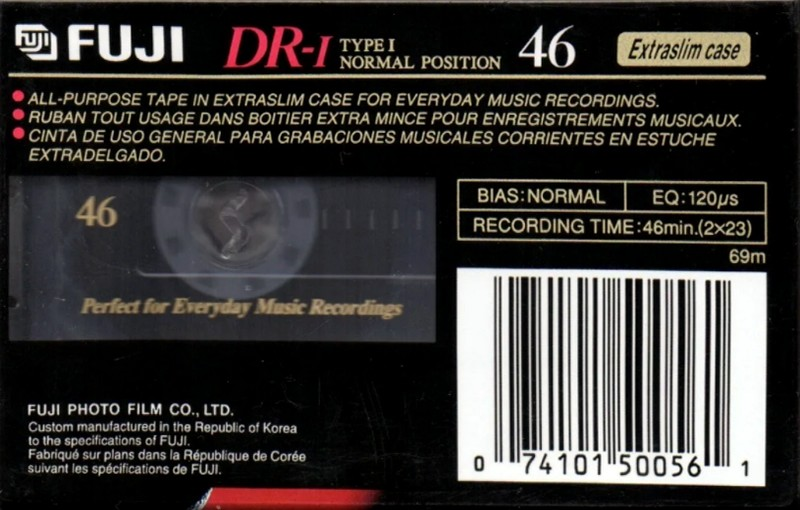 FUJI FUJI DR-I TYPE I 46 Extraslim case
NORMAL POSITION
• ALL-PURPOSE TAPE IN EXTRASLIM CASE FOR EVERYDAY MUSIC RECORDINGS.
• RUBAN TOUT USAGE DANS BOITIER EXTRA MINCE POUR ENREGISTREMENTS MUSICAUX.
• CINTA DE USO GENERAL PARA GRABACIONES MUSICALES CORRIENTES EN ESTUCHE
EXTRADELGADO.
46
Perfect for Everyday Music Recordings
BIAS:NORMAL EQ:120μs
RECORDING TIME:46min.(2×23)
69m
FUJI PHOTO FILM CO., LTD.
Custom manufactured in the Republic of Korea
to the specifications of FUJI.
Fabriqué sur plans dans la République de Corée
suivant les spécifications de FUJI.
0 74101 50056 1